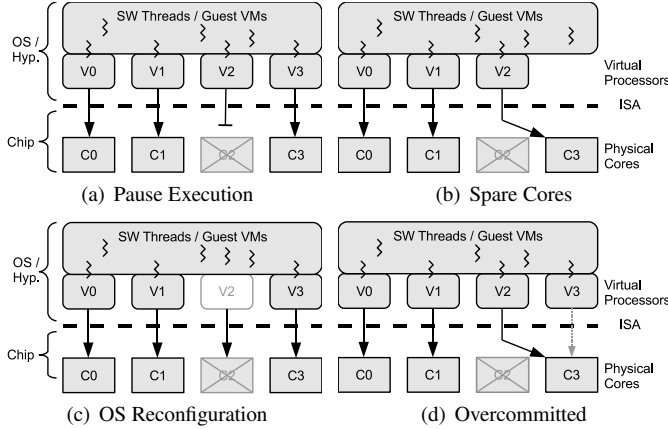 OS / Hyp.
SW Threads / Guest VMs
SW Threads / Guest VMs
V0 V1 V2 V3
V0 V1 V2
Virtual Processors
ISA
Chip
C0 C1 C2 C3
C0 C1 C2 C3
Physical Cores
(a) Pause Execution
(b) Spare Cores
OS / Hyp.
SW Threads / Guest VMs
SW Threads / Guest VMs
V0 V1 V2 V3
V0 V1 V2 V3
Virtual Processors
ISA
Chip
C0 C1 C2 C3
C0 C1 C2 C3
Physical Cores
(c) OS Reconfiguration
(d) Overcommitted